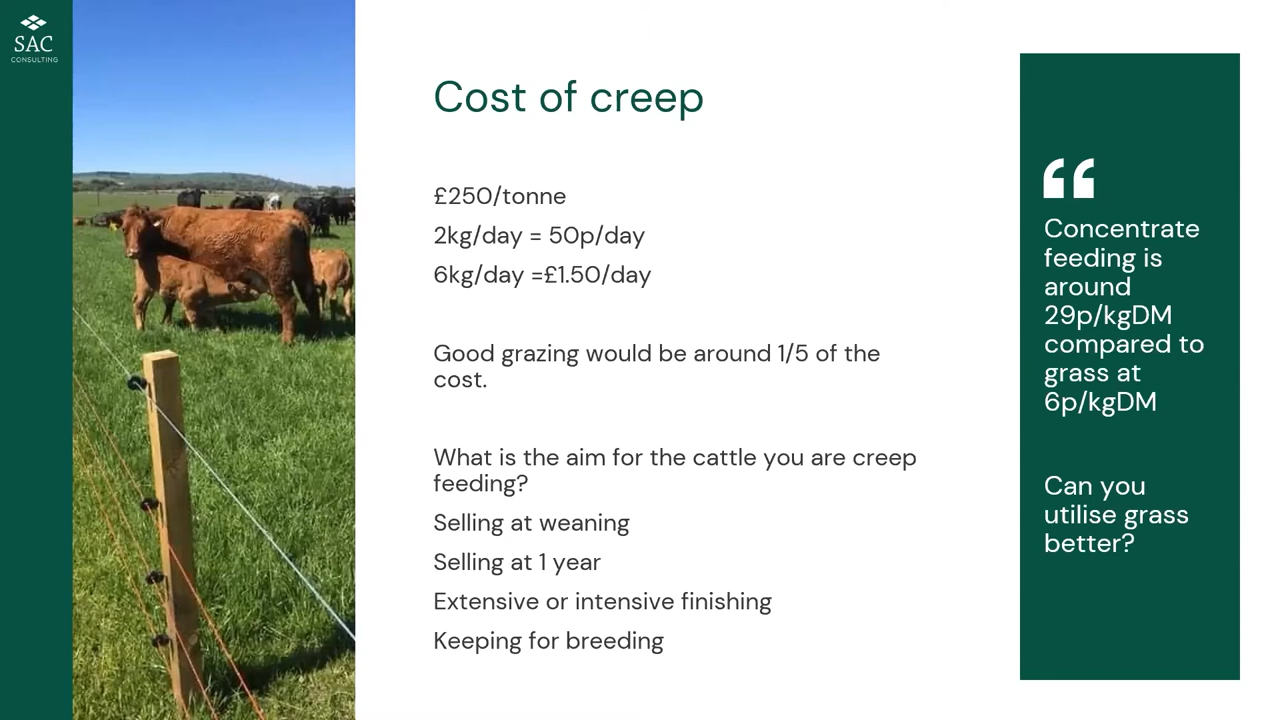 SAC
CONSULTING
Cost of creep
£250/tonne
2kg/day = 50p/day
6kg/day =£1.50/day
Good grazing would be around 1/5 of the
cost.
What is the aim for the cattle you are creep
feeding?
Selling at weaning
Selling at 1 year
Extensive or intensive finishing
Keeping for breeding
“
Concentrate
feeding is
around
29p/kgDM
compared to
grass at
6p/kgDM
Can you
utilise grass
better?